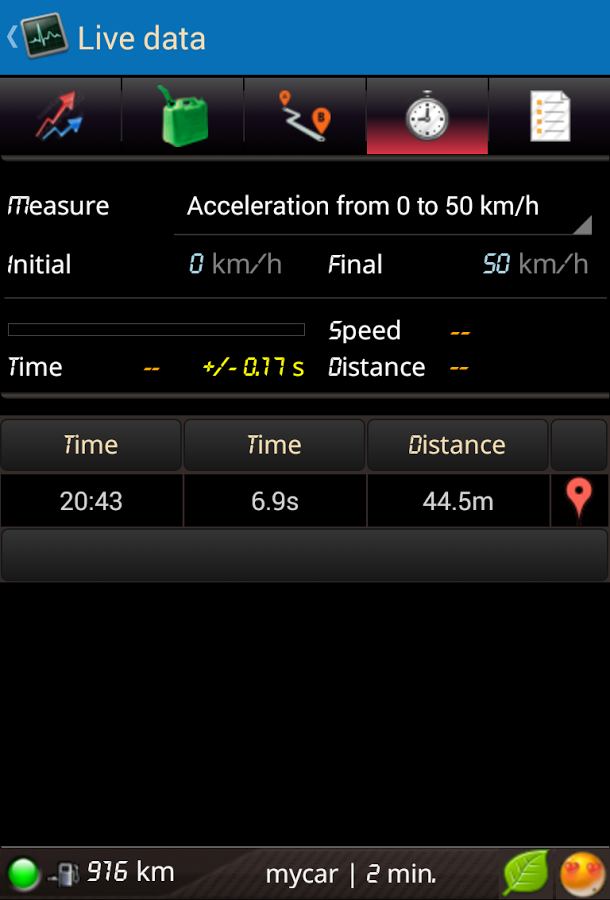 Live data
Measure Acceleration from 0 to 50 km/h
Initial 0 km/h Final 50 km/h
Speed --
Time -- +/- 0.17 s Distance --
Time Time Distance
20:43 6.9s 44.5m
916 km mycar | 2 min.